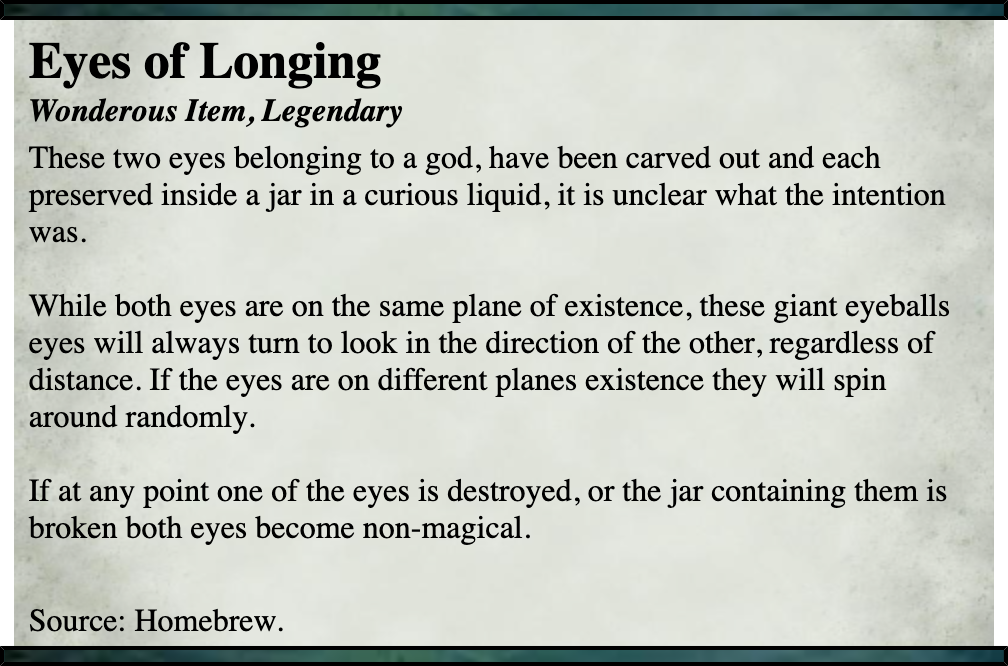 Eyes of Longing
Wonderous Item, Legendary
These two eyes belonging to a god, have been carved out and each
preserved inside a jar in a curious liquid, it is unclear what the intention
was.
While both eyes are on the same plane of existence, these giant eyeballs
eyes will always turn to look in the direction of the other, regardless of
distance. If the eyes are on different planes existence they will spin
around randomly.
If at any point one of the eyes is destroyed, or the jar containing them is
broken both eyes become non-magical.
Source: Homebrew.